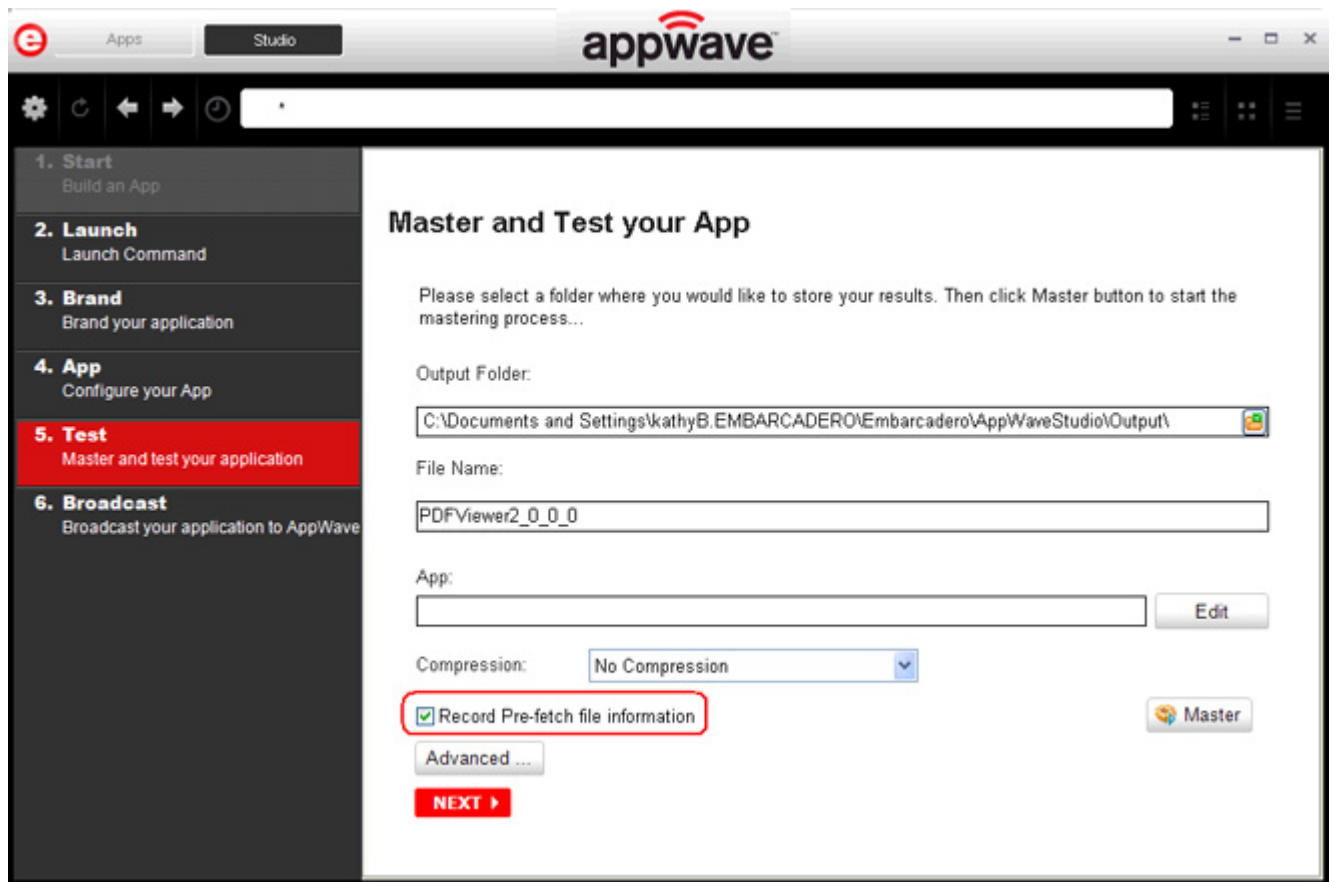 e
Apps
Studio
appwave™
*
1. Start
Build an App
2. Launch
Launch Command
3. Brand
Brand your application
4. App
Configure your App
5. Test
Master and test your application
6. Broadcast
Broadcast your application to AppWave
Master and Test your App
Please select a folder where you would like to store your results. Then click Master button to start the
mastering process...
Output Folder:
C:\Documents and Settings\kathyB.EMBARCADERO\Embarcadero\AppWaveStudio\Output\
File Name:
PDFViewer2_0_0_0
App:
Edit
Compression:
No Compression
Record Pre-fetch file information
Master
Advanced ...
NEXT